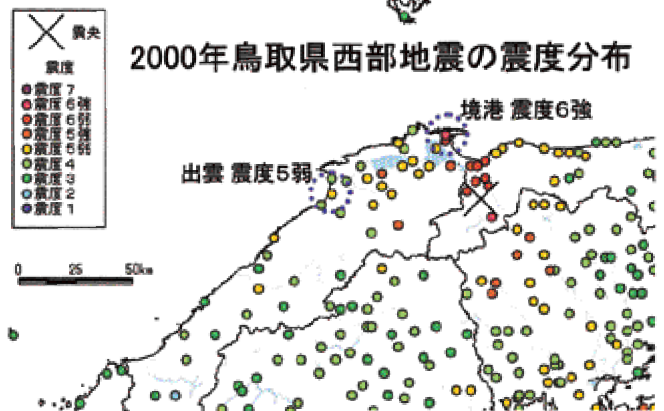 震央
2000年鳥取県西部地震の震度分布
震度
震度7
震度6強
震度6弱
震度5強
震度5弱
震度4
震度3
震度2
震度1
境港 震度6強
出雲 震度5弱
0 25 50km